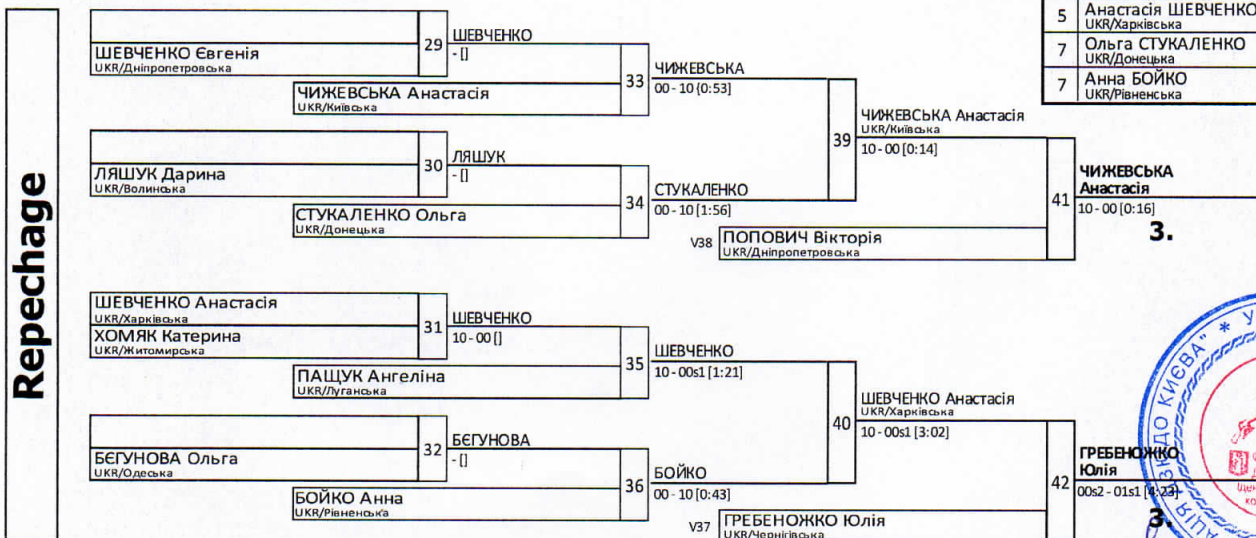 Repechage
ШЕВЧЕНКО Євгенія
UKR/Дніпропетровська
29
ШЕВЧЕНКО
- []
ЧИЖЕВСЬКА Анастасія
UKR/Київська
33
ЧИЖЕВСЬКА
00 - 10 [0:53]
ЛЯШУК Дарина
UKR/Волинська
30
ЛЯШУК
- []
СТУКАЛЕНКО Ольга
UKR/Донецька
34
СТУКАЛЕНКО
00 - 10 [1:56]
39
ЧИЖЕВСЬКА Анастасія
UKR/Київська
10 - 00 [0:14]
V38
ПОПОВИЧ Вікторія
UKR/Дніпропетровська
41
ЧИЖЕВСЬКА
Анастасія
10 - 00 [0:16]
3.
5 Анастасія ШЕВЧЕНКО
UKR/Харківська
7 Ольга СТУКАЛЕНКО
UKR/Донецька
7 Анна БОЙКО
UKR/Рівненська
ШЕВЧЕНКО Анастасія
UKR/Харківська
ХОМЯК Катерина
UKR/Житомирська
31
ШЕВЧЕНКО
10 - 00 []
ПАЩУК Ангеліна
UKR/Луганська
35
ШЕВЧЕНКО
10 - 00s1 [1:21]
БЄГУНОВА Ольга
UKR/Одеська
32
БЄГУНОВА
- []
БОЙКО Анна
UKR/Рівненська
36
БОЙКО
00 - 10 [0:43]
40
ШЕВЧЕНКО Анастасія
UKR/Харківська
10 - 00s1 [3:02]
V37
ГРЕБЕНОЖКО Юлія
UKR/Чернігівська
42
ГРЕБЕНОЖКО
Юлія
00s2 - 01s1 [4:23]
3.
ДЗЮДО КИЄВА" *